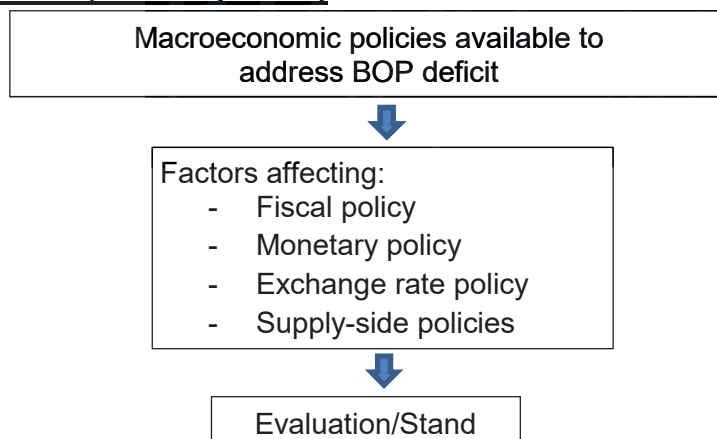 Macroeconomic policies available to
address BOP deficit
Factors affecting:
- Fiscal policy
- Monetary policy
- Exchange rate policy
- Supply-side policies
Evaluation/Stand